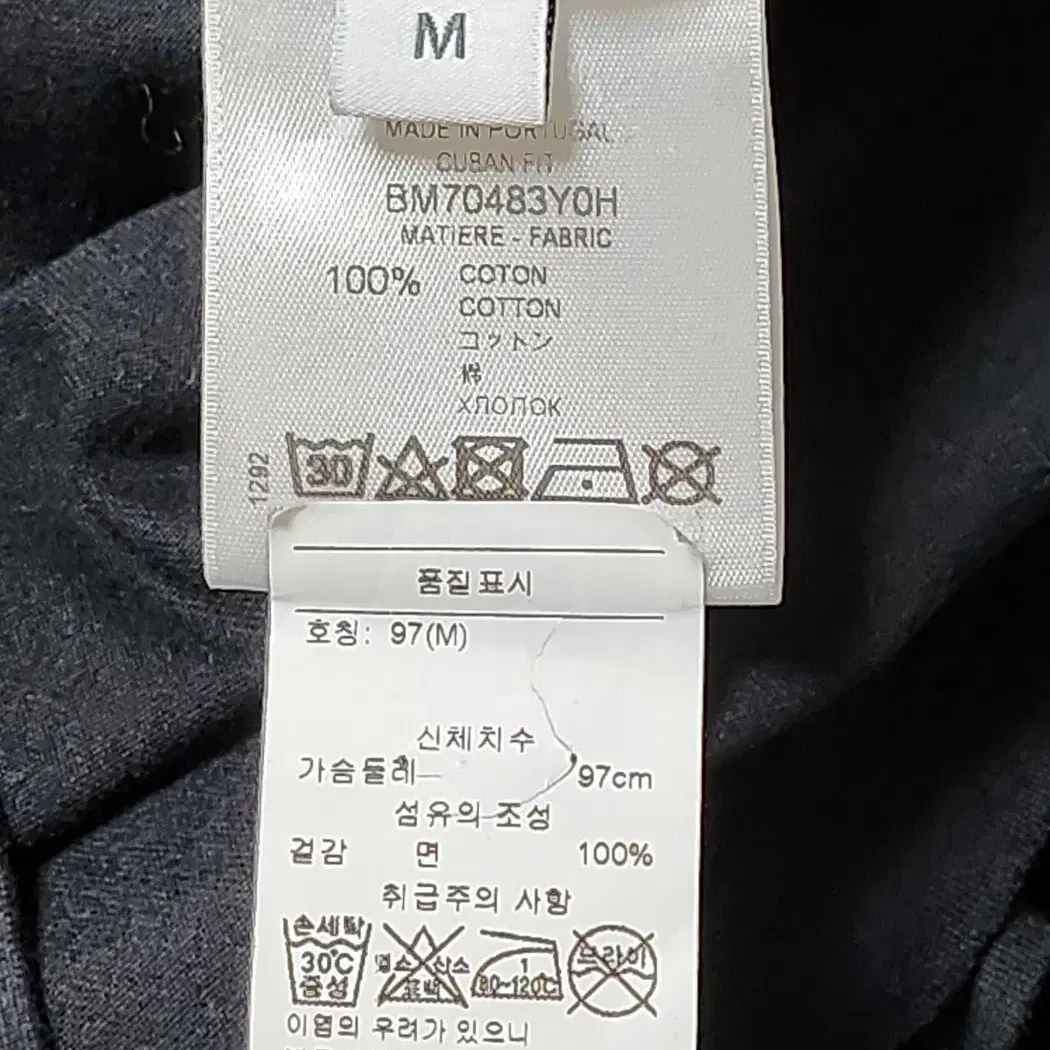 M
MADE IN PORTUGAL
CUBAN FIT
BM70483Y0H
MATIERE - FABRIC
100% COTON
COTTON
コットン
棉
ХЛОПОК
1292
30
품질표시
호칭: 97(M)
신체치수
가슴둘레 97cm
섬유의 조성
겉감 면 100%
취급주의 사항
손세탁
30℃
중성
염소 산소
표백
1
80~120℃
드라이
이염의 우려가 있으니